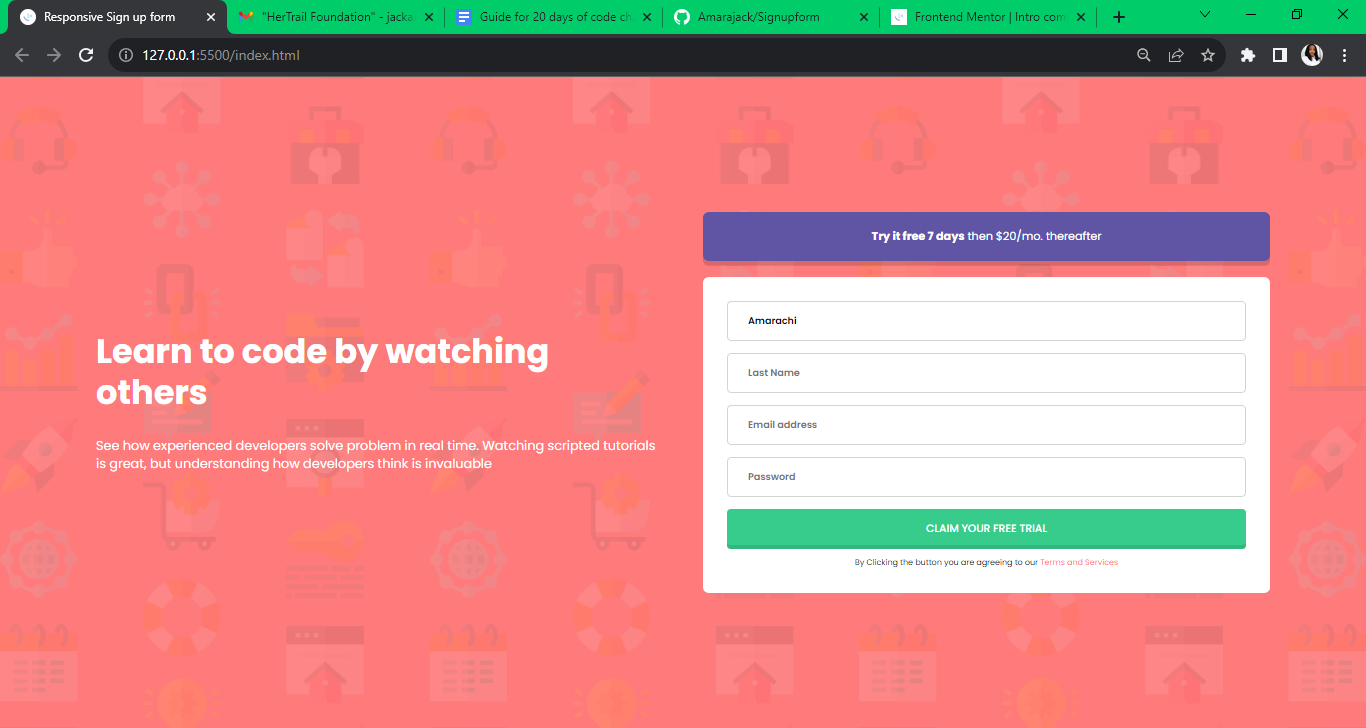 Responsive Sign up form
"HerTrail Foundation" - jacka
Guide for 20 days of code ch
Amarajack/Signupform
Frontend Mentor | Intro com
127.0.0.1:5500/index.html
Learn to code by watching
others
See how experienced developers solve problem in real time. Watching scripted tutorials
is great, but understanding how developers think is invaluable
Try it free 7 days then $20/mo. thereafter
Amarachi
Last Name
Email address
Password
CLAIM YOUR FREE TRIAL
By Clicking the button you are agreeing to our Terms and Services